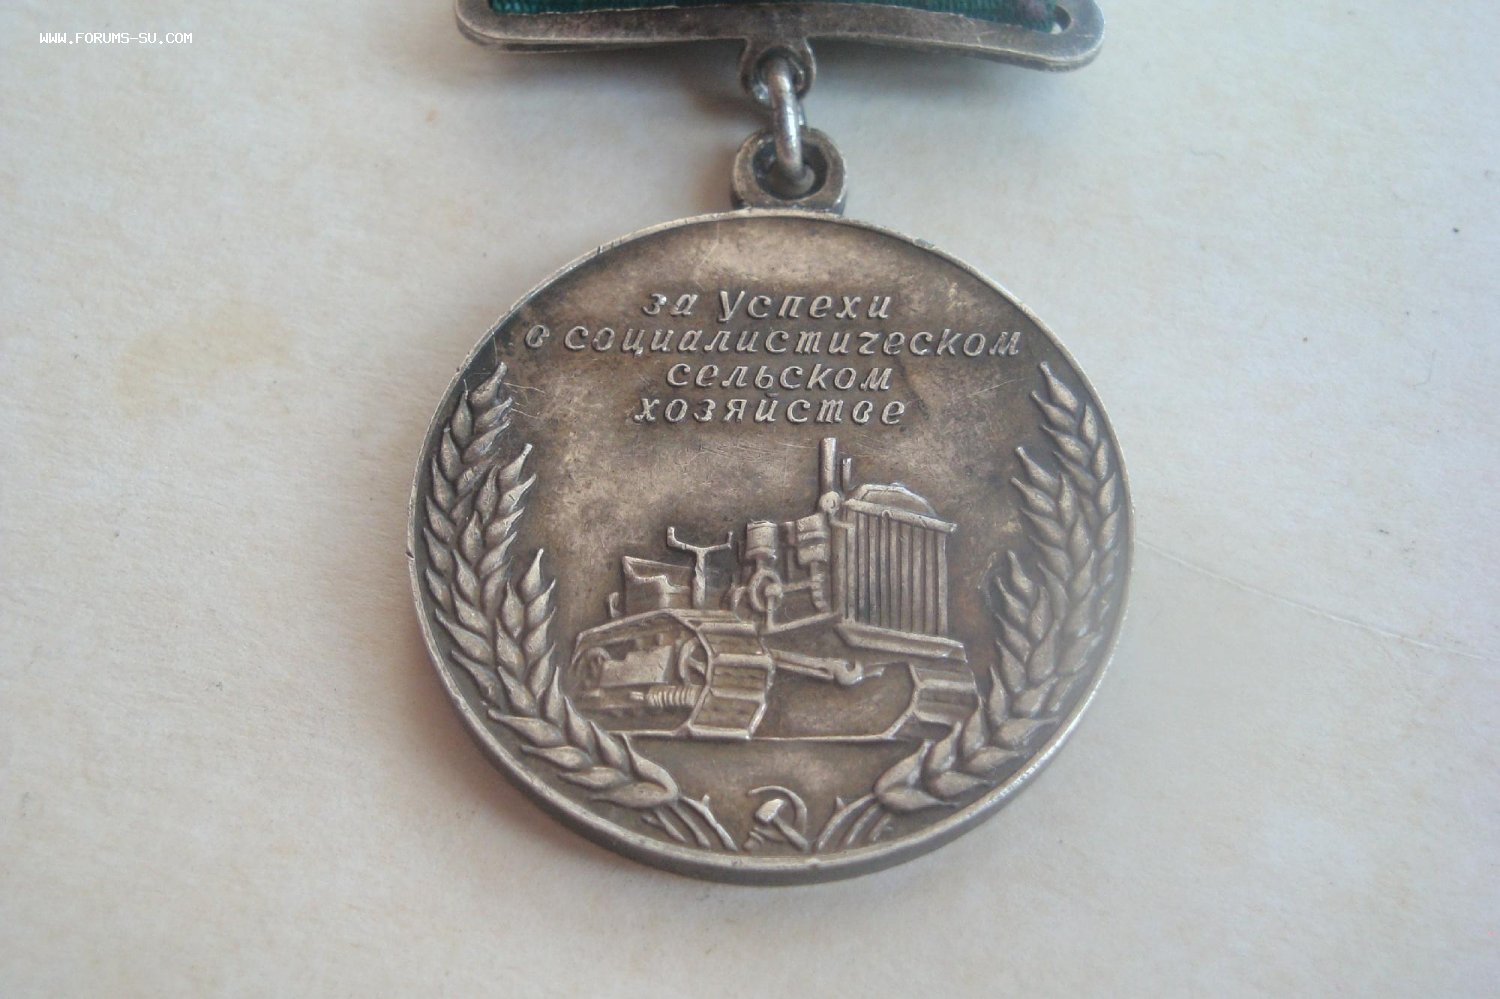 WWW.FORUMS-SU.COM
за успехи
в социалистическом
сельском
хозяйстве